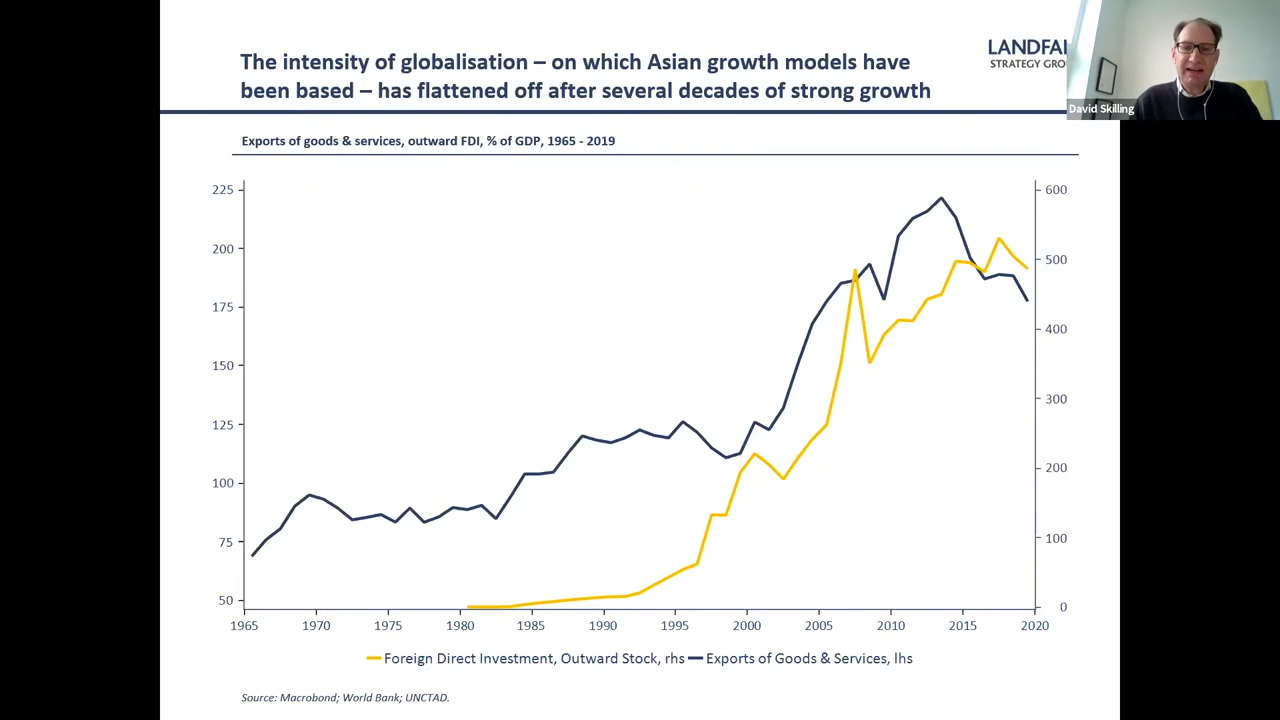 The intensity of globalisation – on which Asian growth models have
been based – has flattened off after several decades of strong growth
LANDFA
STRATEGY GRO
David Skilling
Exports of goods & services, outward FDI, % of GDP, 1965 - 2019
225
200
175
150
125
100
75
50
600
500
400
300
200
100
0
1965 1970 1975 1980 1985 1990 1995 2000 2005 2010 2015 2020
Foreign Direct Investment, Outward Stock, rhs Exports of Goods & Services, lhs
Source: Macrobond; World Bank; UNCTAD.